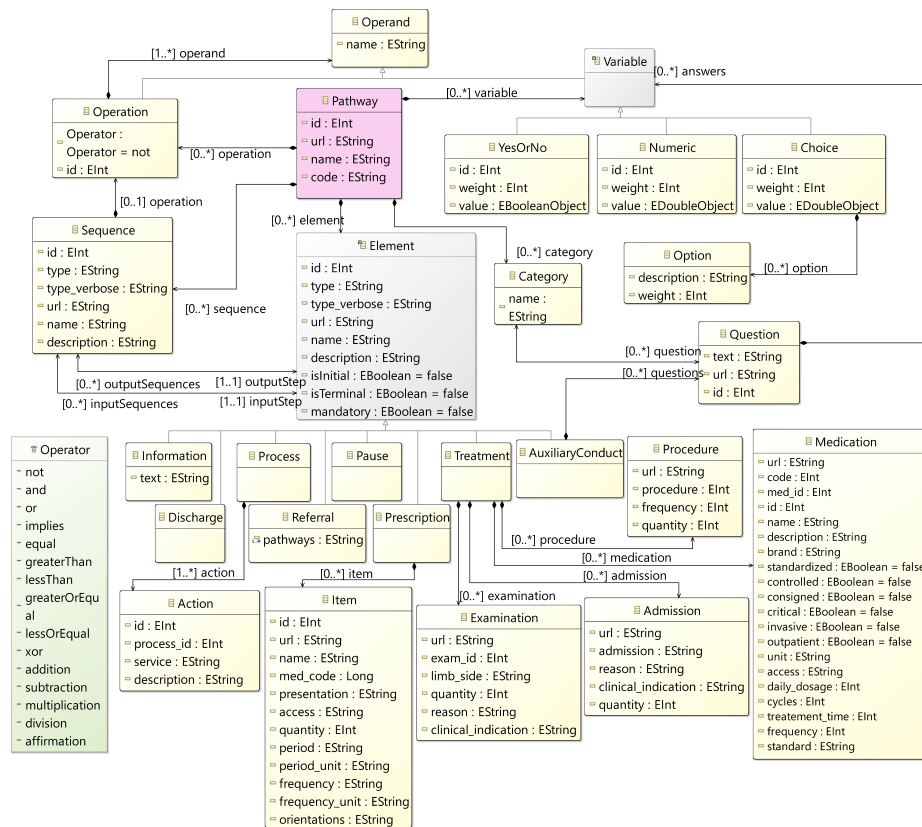 Operand
name : EString
[1..*] operand
Variable
[0..*] answers
Operation
Operator :
Operator = not
id : EInt
Pathway
id : EInt
url : EString
name : EString
code : EString
[0..*] variable
[0..*] operation
[0..1] operation
YesOrNo
id : EInt
weight : EInt
value : EBooleanObject
Numeric
id : EInt
weight : EInt
value : EDoubleObject
Choice
id : EInt
weight : EInt
value : EDoubleObject
Sequence
id : EInt
type : EString
type_verbose : EString
url : EString
name : EString
description : EString
[0..*] element
[0..*] sequence
[0..*] category
Element
id : EInt
type : EString
type_verbose : EString
url : EString
name : EString
description : EString
isInitial : EBoolean = false
isTerminal : EBoolean = false
mandatory : EBoolean = false
Category
name :
EString
Option
description : EString
weight : EInt
[0..*] option
Question
text : EString
url : EString
id : EInt
[0..*] question
[0..*] questions
[0..*] outputSequences
[1..1] outputStep
[0..*] inputSequences
[1..1] inputStep
Operator
not
and
or
implies
equal
greaterThan
lessThan
greaterOrEqu
al
lessOrEqual
xor
addition
subtraction
multiplication
division
affirmation
Information
text : EString
Process
Pause
Treatment
AuxiliaryConduct
Procedure
url : EString
procedure : EInt
frequency : EInt
quantity : EInt
Medication
url : EString
code : EInt
med_id : EInt
id : EInt
name : EString
description : EString
brand : EString
standardized : EBoolean = false
controlled : EBoolean = false
consigned : EBoolean = false
critical : EBoolean = false
invasive : EBoolean = false
outpatient : EBoolean = false
unit : EString
access : EString
daily_dosage : EInt
cycles : EInt
treatement_time : EInt
frequency : EInt
standard : EString
Discharge
Referral
pathways : EString
Prescription
[0..*] procedure
[0..*] medication
[0..*] admission
[0..*] examination
[1..*] action
[0..*] item
Action
id : EInt
process_id : EInt
service : EString
description : EString
Item
id : EInt
url : EString
name : EString
med_code : Long
presentation : EString
access : EString
quantity : EInt
period : EString
period_unit : EString
frequency : EString
frequency_unit : EString
orientations : EString
Examination
url : EString
exam_id : EInt
limb_side : EString
quantity : EInt
reason : EString
clinical_indication : EString
Admission
url : EString
admission : EString
reason : EString
clinical_indication : EString
quantity : EInt